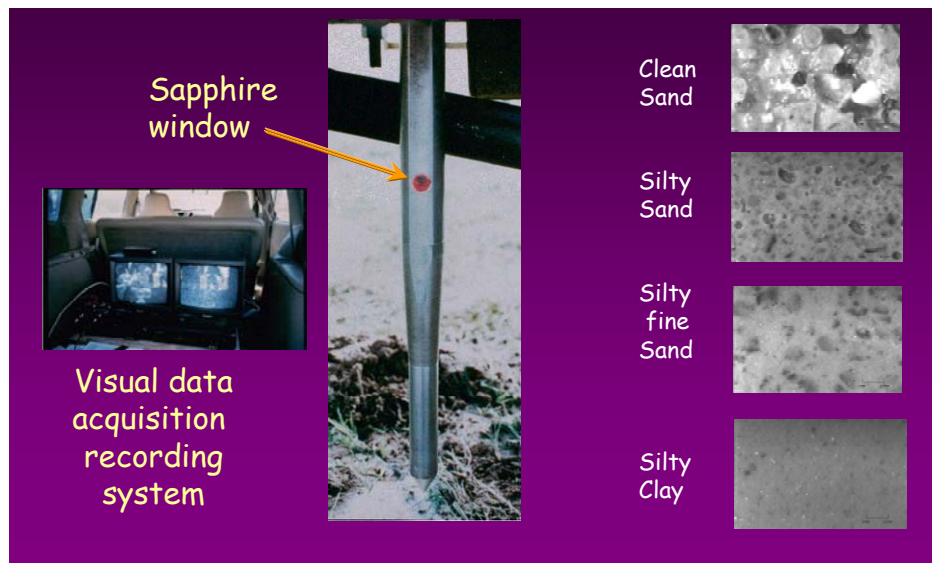 Sapphire
window
Visual data
acquisition
recording
system
Clean
Sand
Silty
Sand
Silty
fine
Sand
Silty
Clay